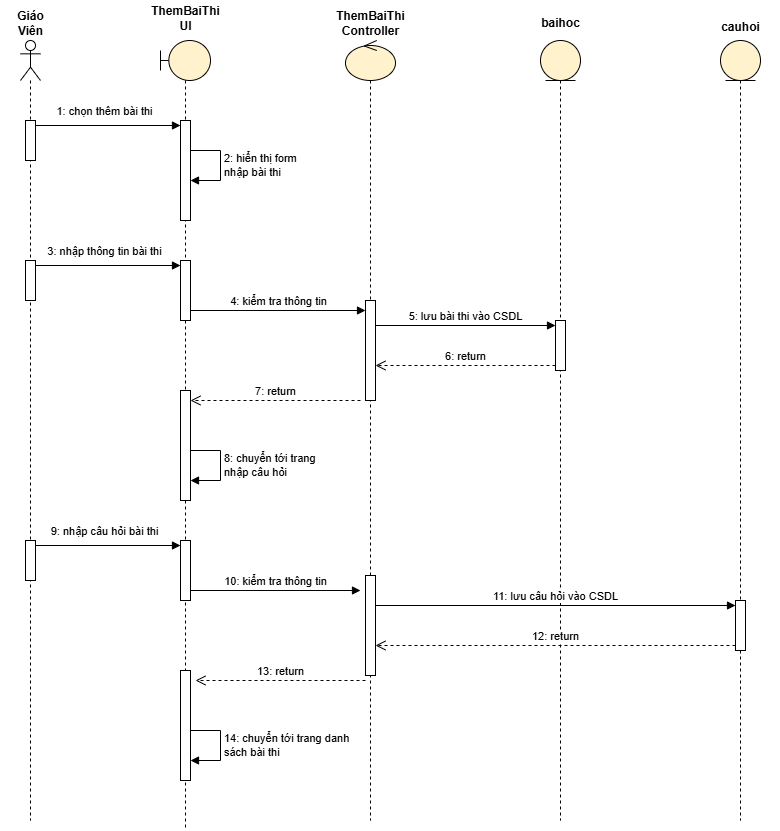 Giáo
Viên
ThemBaiThi
UI
ThemBaiThi
Controller
baihoc
cauhoi
1: chọn thêm bài thi
2: hiển thị form
nhập bài thi
3: nhập thông tin bài thi
4: kiểm tra thông tin
5: lưu bài thi vào CSDL
6: return
7: return
8: chuyển tới trang
nhập câu hỏi
9: nhập câu hỏi bài thi
10: kiểm tra thông tin
11: lưu câu hỏi vào CSDL
12: return
13: return
14: chuyển tới trang danh
sách bài thi